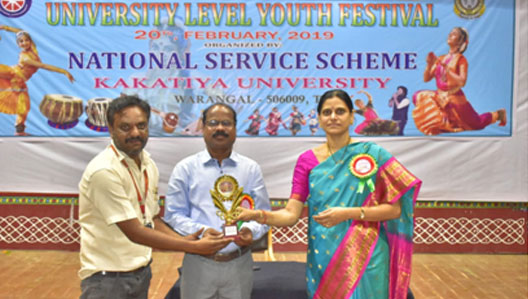 UNIVERSITY LEVEL YOUTH FESTIVAL
20TH, FEBRUARY, 2019
ORGANIZED BY:
NATIONAL SERVICE SCHEME
KAKATIYA UNIVERSITY
WARANGAL - 506009, T